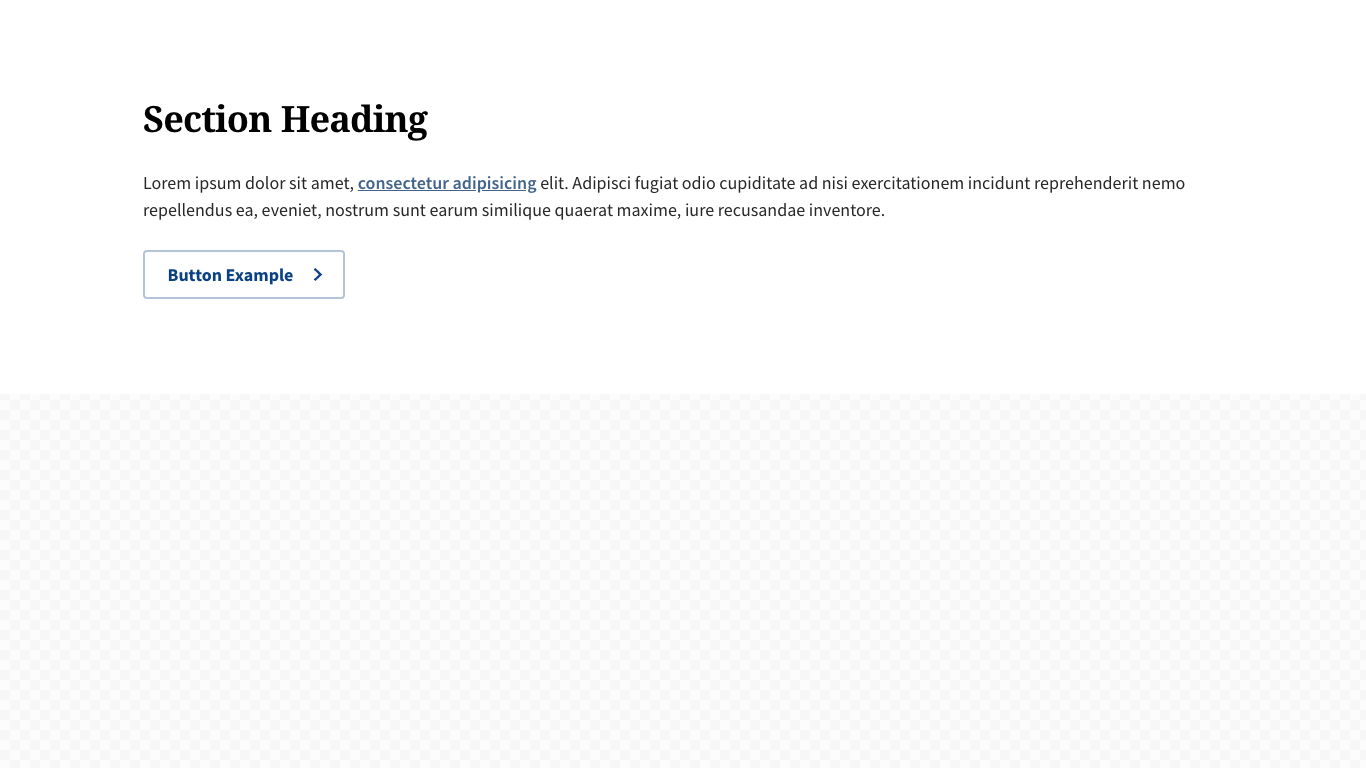 Section Heading
Lorem ipsum dolor sit amet, consectetur adipisicing elit. Adipisci fugiat odio cupiditate ad nisi exercitationem incidunt reprehenderit nemo
repellendus ea, eveniet, nostrum sunt earum similique quaerat maxime, iure recusandae inventore.
Button Example